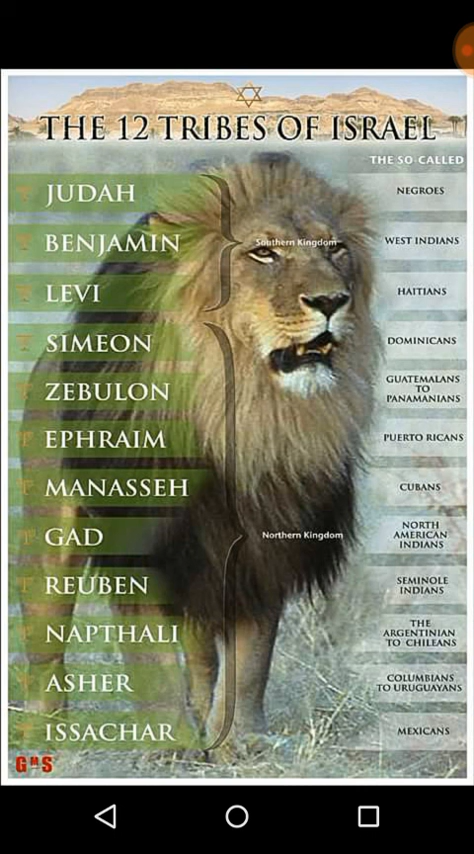 THE 12 TRIBES OF ISRAEL
THE SO-CALLED
JUDAH
NEGROES
BENJAMIN
Southern Kingdom
WEST INDIANS
LEVI
HAITIANS
SIMEON
DOMINICANS
ZEBULON
GUATEMALANS
TO
PANAMANIANS
EPHRAIM
PUERTO RICANS
MANASSEH
CUBANS
GAD
Northern Kingdom
NORTH
AMERICAN
INDIANS
REUBEN
SEMINOLE
INDIANS
NAPTHALI
THE
ARGENTINIAN
TO CHILEANS
ASHER
COLUMBIANS
TO URUGUAYANS
ISSACHAR
MEXICANS
GMS